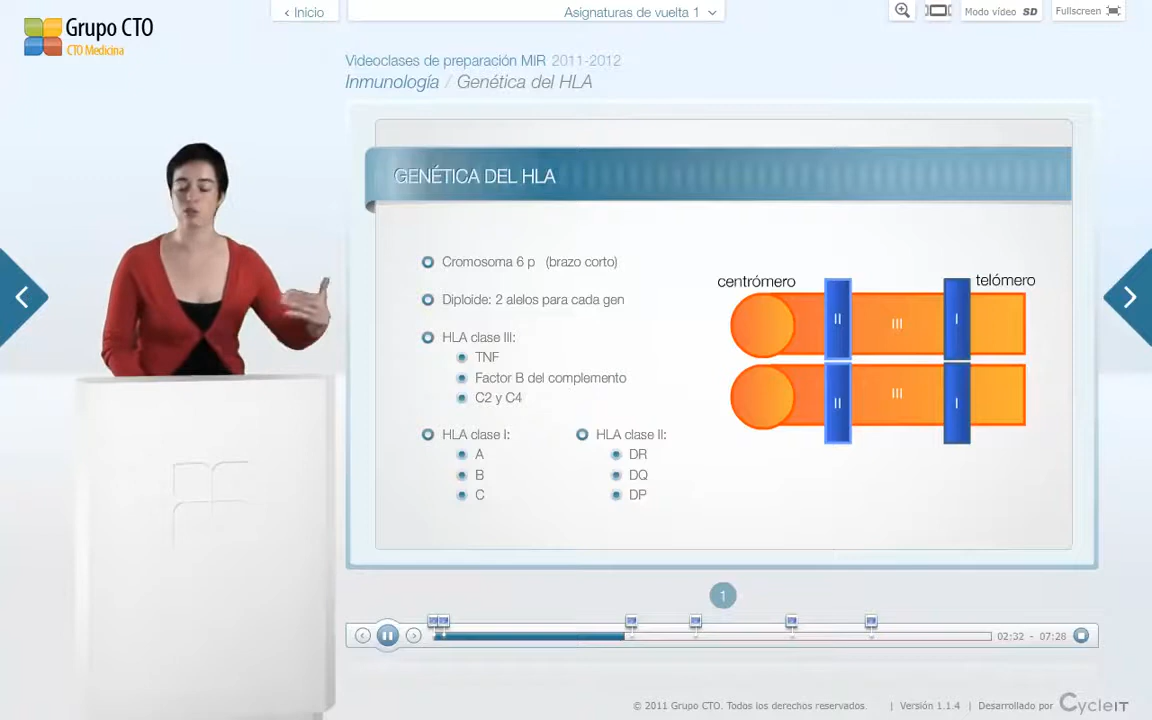 Grupo CTO
CTO Medicina
‹ Inicio
Asignaturas de vuelta 1
Modo vídeo SD
Fullscreen
Videoclases de preparación MIR 2011-2012
Inmunología / Genética del HLA
GENÉTICA DEL HLA
Cromosoma 6 p (brazo corto)
Diploide: 2 alelos para cada gen
HLA clase III:
TNF
Factor B del complemento
C2 y C4
HLA clase I:
A
B
C
HLA clase II:
DR
DQ
DP
centrómero
telómero
II
III
I
II
III
I
1
02:32 - 07:28
© 2011 Grupo CTO. Todos los derechos reservados. | Versión 1.1.4 | Desarrollado por CycleIT